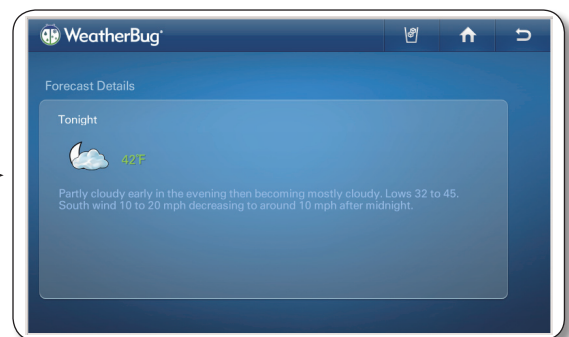 WeatherBug®
Forecast Details
Tonight
42°F
Partly cloudy early in the evening then becoming mostly cloudy. Lows 32 to 45.
South wind 10 to 20 mph decreasing to around 10 mph after midnight.